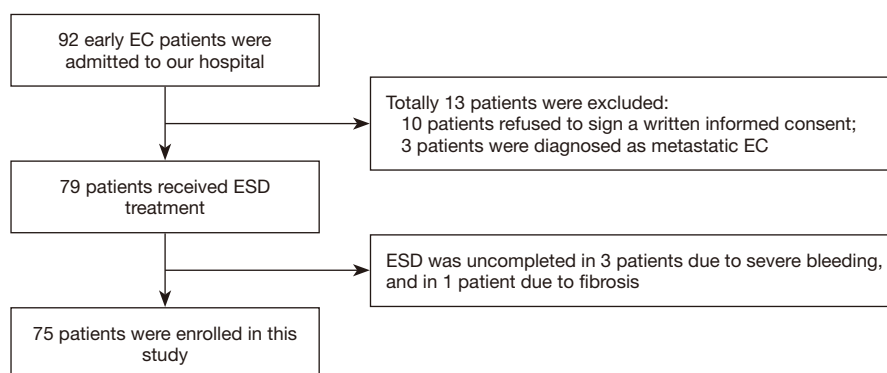 92 early EC patients were
admitted to our hospital
Totally 13 patients were excluded:
10 patients refused to sign a written informed consent;
3 patients were diagnosed as metastatic EC
79 patients received ESD
treatment
ESD was uncompleted in 3 patients due to severe bleeding,
and in 1 patient due to fibrosis
75 patients were enrolled in this
study